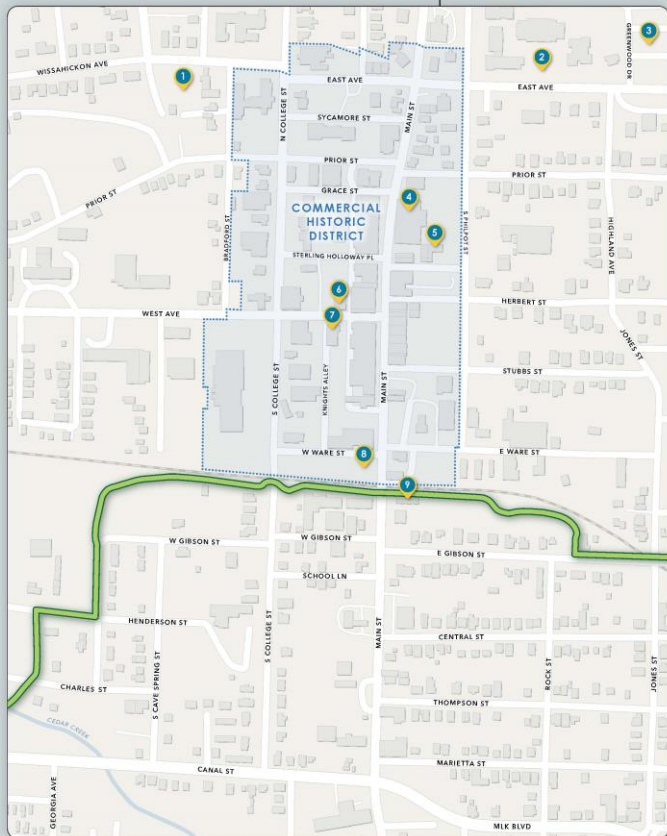 GREENWOOD DR
3
2
WISSAHICKON AVE
1
EAST AVE
EAST AVE
N COLLEGE ST
MAIN ST
SYCAMORE ST
PRIOR ST
PRIOR ST
PRIOR ST
GRACE ST
4
COMMERCIAL
HISTORIC
DISTRICT
BRADFORD ST
S PHILPOT ST
HIGHLAND AVE
5
STERLING HOLLOWAY PL
6
HERBERT ST
WEST AVE
7
JONES ST
S COLLEGE ST
KNIGHTS ALLEY
MAIN ST
STUBBS ST
W WARE ST
8
E WARE ST
9
W GIBSON ST
W GIBSON ST
E GIBSON ST
SCHOOL LN
HENDERSON ST
S COLLEGE ST
MAIN ST
CENTRAL ST
S CAVE SPRING ST
ROCK ST
JONES ST
CHARLES ST
THOMPSON ST
CEDAR CREEK
CANAL ST
MARIETTA ST
GEORGIA AVE
MLK BLVD